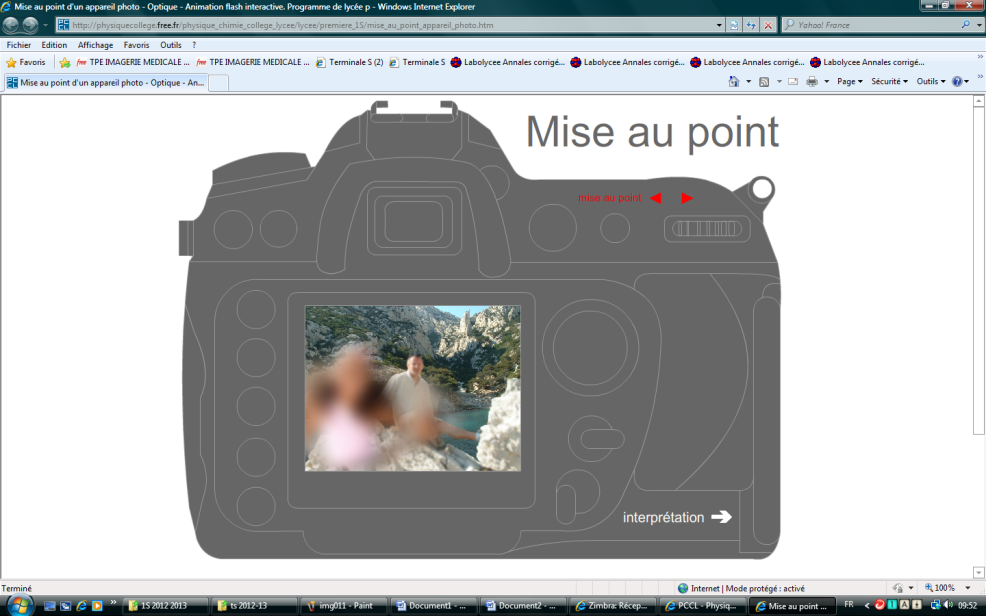 Mise au point d'un appareil photo - Optique - Animation flash interactive. Programme de lycée p - Windows Internet Explorer
http://physiquecollege.free.fr/physique_chimie_college_lycee/lycee/premiere_1S/mise_au_point_appareil_photo.htm
Yahoo! France
Fichier Edition Affichage Favoris Outils ?
Favoris free TPE IMAGERIE MEDICALE ... free TPE IMAGERIE MEDICALE ... Terminale S (2) Terminale S Labolycee Annales corrigé... Labolycee Annales corrigé... Labolycee Annales corrigé... Labolycee Annales corrigé...
Mise au point d'un appareil photo - Optique - An...
Page Sécurité Outils
Mise au point
mise au point
interprétation
Terminé
Internet | Mode protégé : activé
100%
1S 2012 2013 ts 2012-13 img011 - Paint Document1 - ... Document2 - ... Zimbra: Récep... PCCL - Physiq... Mise au point ... FR 09:52